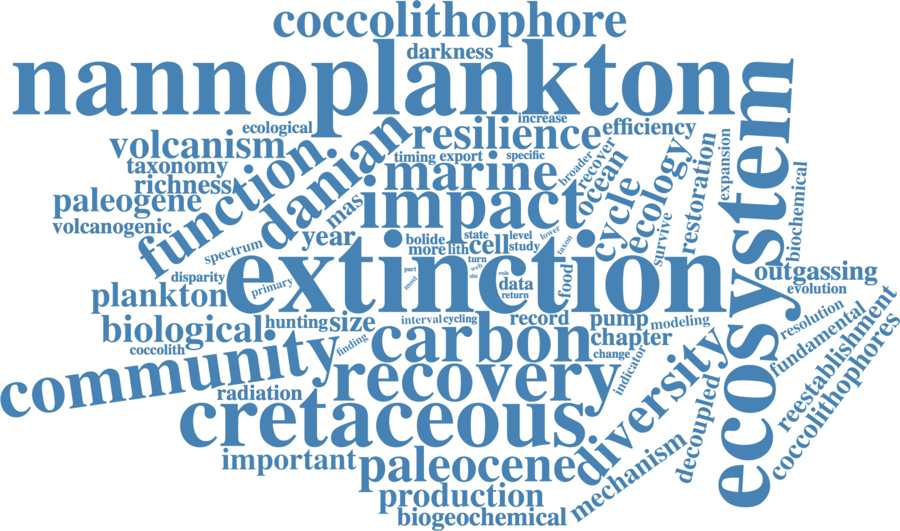 coccolithophore
darkness
nannoplankton
increase
ecological
volcanism
resilience
efficiency
taxonomy
timing
export
specific
broader
recover
ocean
expansion
richness
function
danian
marine
cycle
ecology
restoration
paleogene
mas
impact
survive
biochemical
volcanogenic
year
bolide
state
level
lower
taxon
spectrum
more
lith
cell
study
ecosystem
turn
web
extinction
food
outgassing
disparity
primary
part
most
site
role
data
return
evolution
plankton
biological
hunting
size
interval
cycling
record
pump
modeling
resolution
coccolith
finding
carbon
chapter
change
fundamental
community
indicator
reestablishment
radiation
recovery
diversity
decoupled
coccolithophores
cretaceous
important
paleocene
mechanism
production
biogeochemical